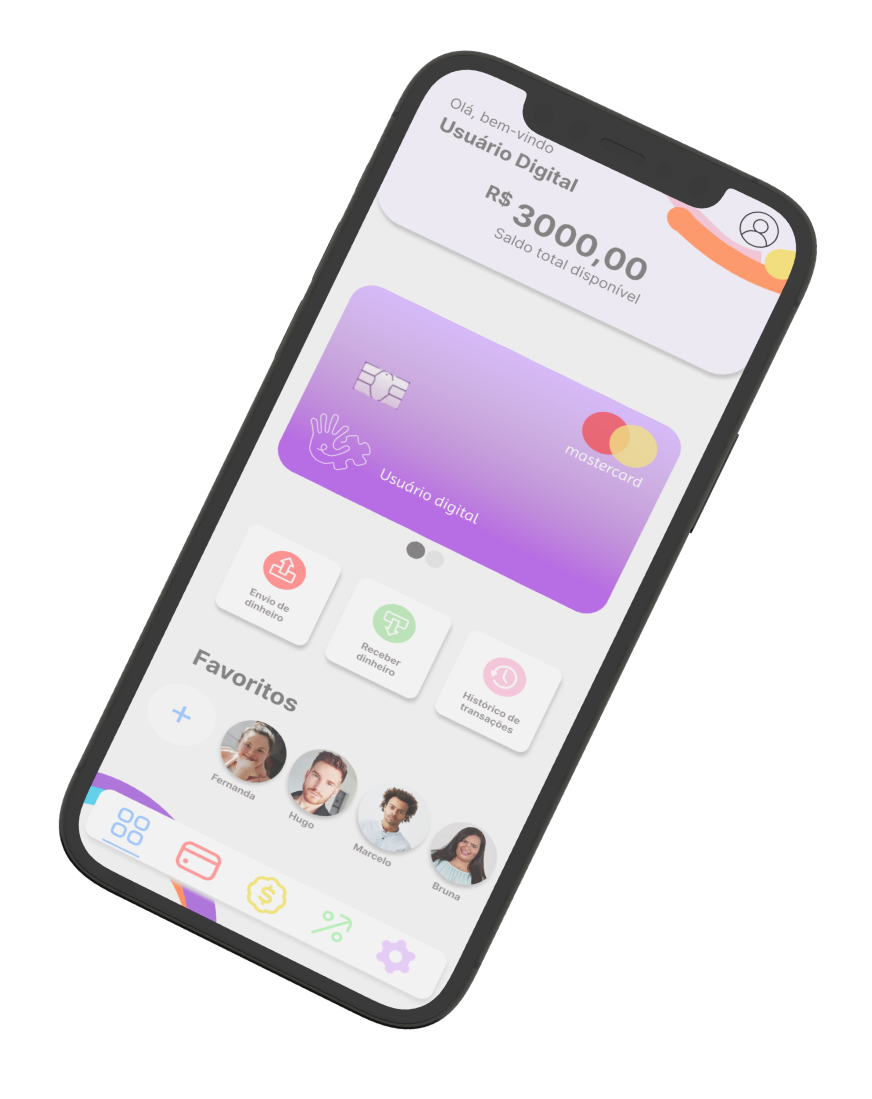 Olá, bem-vindo
Usuário Digital
R$ 3000,00
Saldo total disponível
mastercard
Usuário digital
Envio de
dinheiro
Receber
dinheiro
Histórico de
transações
Favoritos
+
Fernanda
Hugo
Marcelo
Bruna